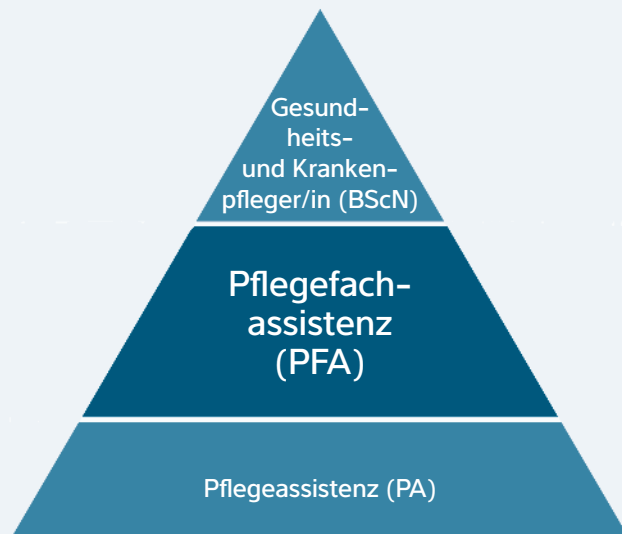 Gesund-
heits-
und Kranken-
pfleger/in (BScN)
Pflegefach-
assistenz
(PFA)
Pflegeassistenz (PA)